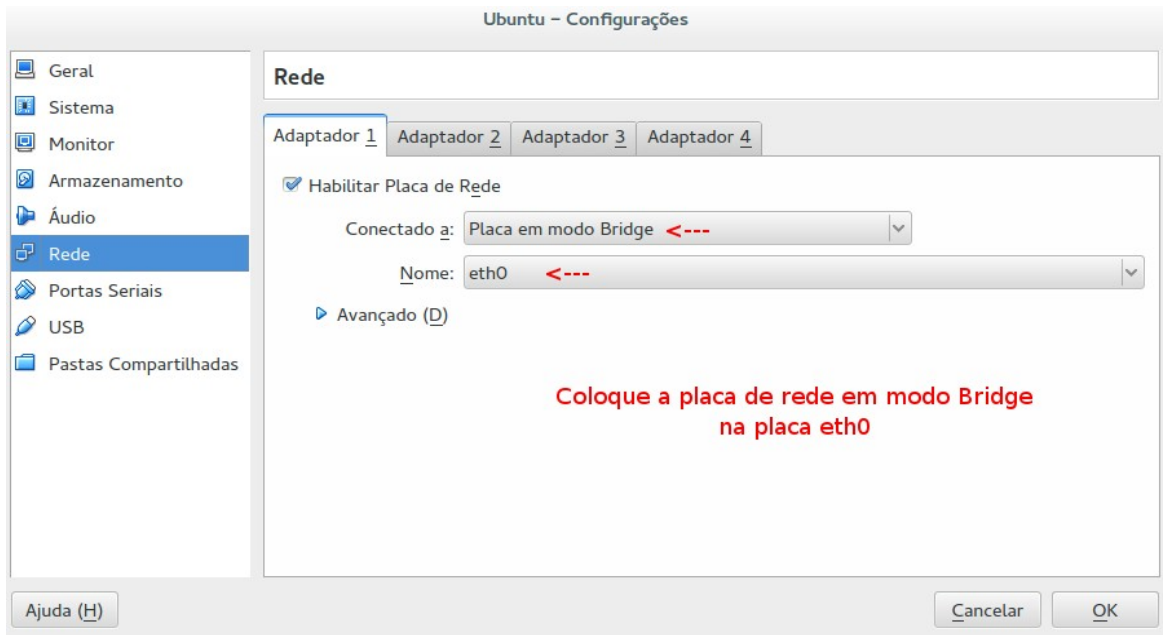 Ubuntu – Configurações
Geral
Sistema
Monitor
Armazenamento
Áudio
Rede
Portas Seriais
USB
Pastas Compartilhadas
Rede
Adaptador 1 Adaptador 2 Adaptador 3 Adaptador 4
Habilitar Placa de Rede
Conectado a: Placa em modo Bridge <---
Nome: eth0 <---
Avançado (D)
Coloque a placa de rede em modo Bridge
na placa eth0
Ajuda (H) Cancelar OK